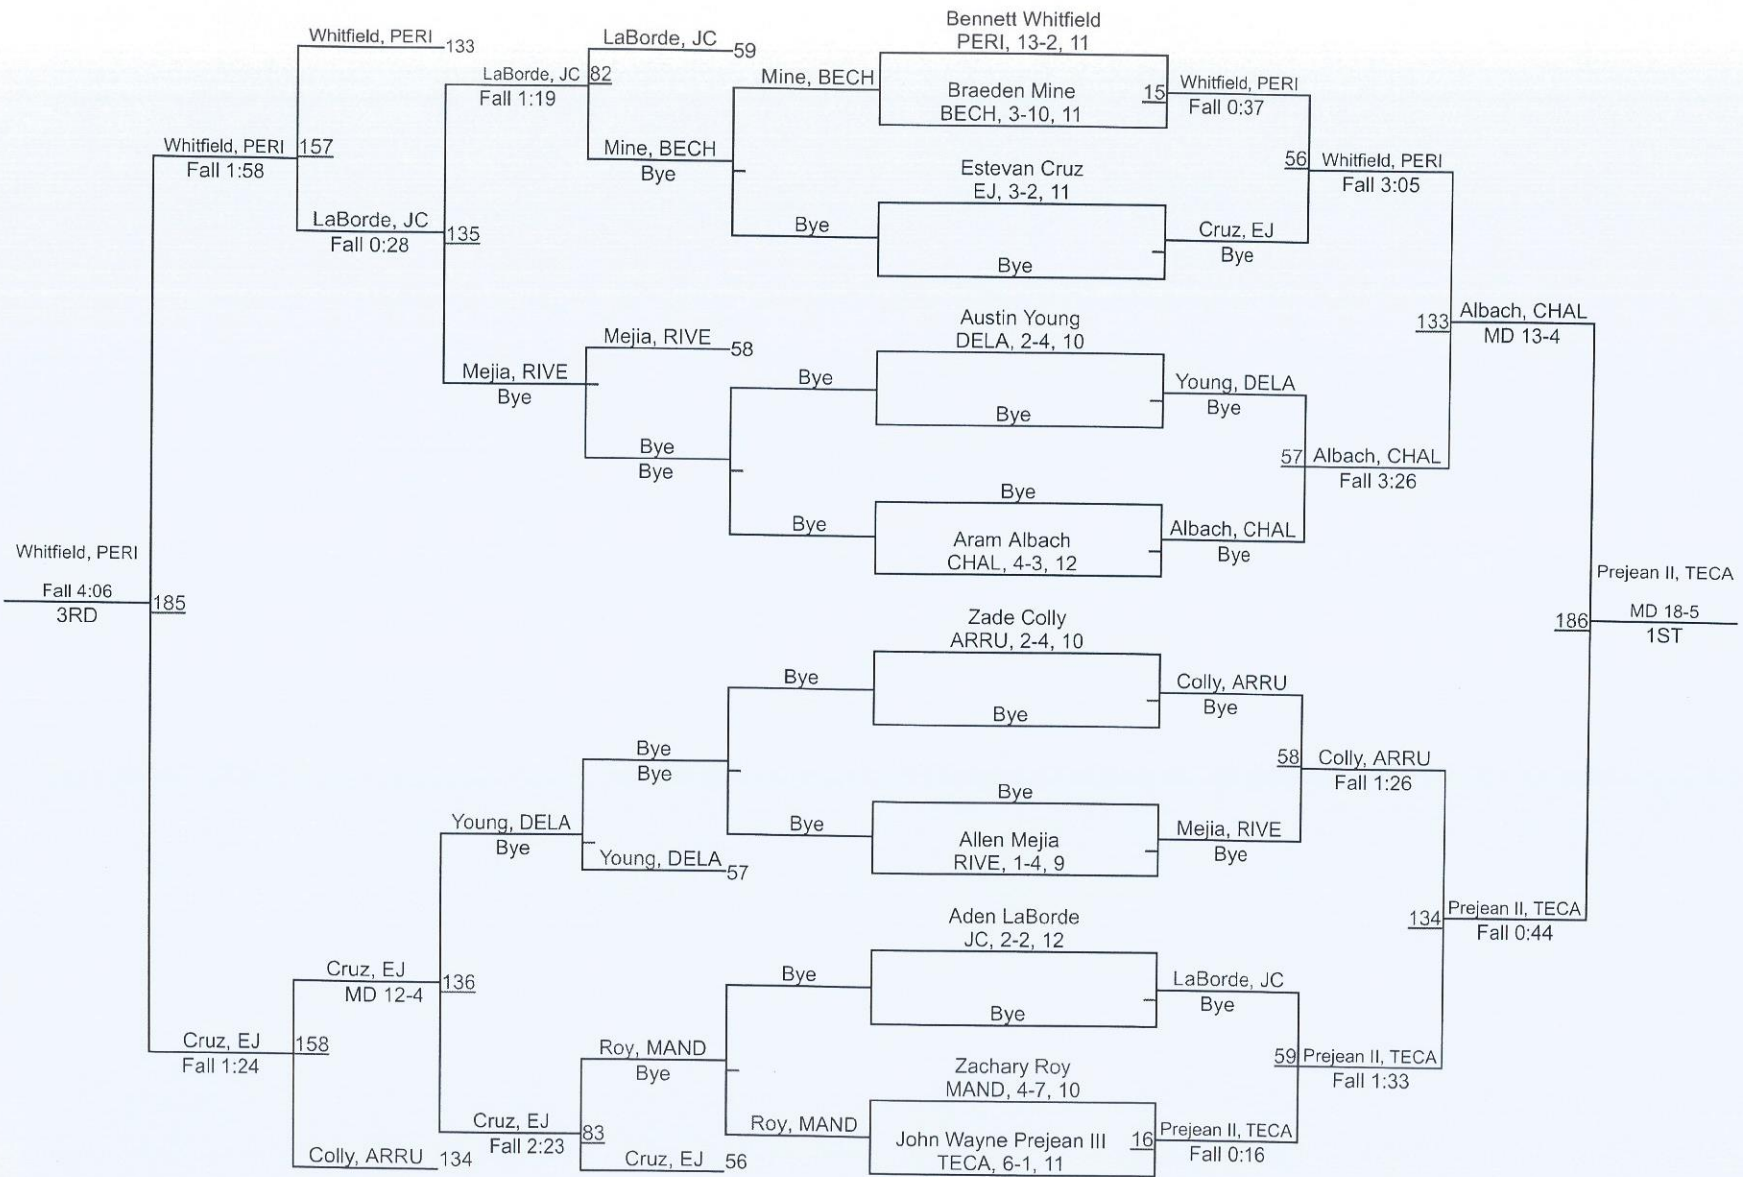 Whitfield, PERI
133
Whitfield, PERI
157
Fall 1:58
LaBorde, JC
Fall 0:28
135
LaBorde, JC
82
Fall 1:19
LaBorde, JC
59
Mine, BECH
Bye
Mejia, RIVE
Bye
Mejia, RIVE
58
Bye
Bye
Mine, BECH
Bye
Bye
Bye
Whitfield, PERI
Fall 4:06
3RD
185
Bennett Whitfield
PERI, 13-2, 11
Braeden Mine
BECH, 3-10, 11
15
Whitfield, PERI
Fall 0:37
Estevan Cruz
EJ, 3-2, 11
Bye
Cruz, EJ
Bye
56
Whitfield, PERI
Fall 3:05
Austin Young
DELA, 2-4, 10
Bye
Young, DELA
Bye
Bye
Aram Albach
CHAL, 4-3, 12
Albach, CHAL
Bye
57
Albach, CHAL
Fall 3:26
133
Albach, CHAL
MD 13-4
Prejean II, TECA
MD 18-5
1ST
186
Zade Colly
ARRU, 2-4, 10
Bye
Colly, ARRU
Bye
Bye
Allen Mejia
RIVE, 1-4, 9
Mejia, RIVE
Bye
58
Colly, ARRU
Fall 1:26
Aden LaBorde
JC, 2-2, 12
Bye
LaBorde, JC
Bye
Zachary Roy
MAND, 4-7, 10
John Wayne Prejean III
TECA, 6-1, 11
16
Prejean II, TECA
Fall 0:16
59
Prejean II, TECA
Fall 1:33
134
Prejean II, TECA
Fall 0:44
Bye
Bye
Bye
Bye
Young, DELA
Bye
Young, DELA
57
Bye
Roy, MAND
Roy, MAND
Bye
Cruz, EJ
MD 12-4
136
Cruz, EJ
Fall 1:24
158
Cruz, EJ
Fall 2:23
83
Cruz, EJ
56
Colly, ARRU
134